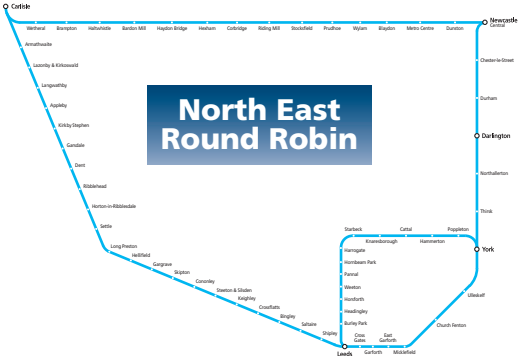 Carlisle
Newcastle
Central
Wetheral
Brampton
Haltwhistle
Bardon Mill
Haydon Bridge
Hexham
Corbridge
Riding Mill
Stocksfield
Prudhoe
Wylam
Blaydon
Metro Centre
Dunston
Armathwaite
Lazonby & Kirkoswald
Langwathby
Appleby
Kirkby Stephen
Garsdale
Dent
Ribblehead
Horton-in-Ribblesdale
Settle
Long Preston
Hellifield
Gargrave
Skipton
Cononley
Steeton & Silsden
Keighley
Crossflatts
Bingley
Saltaire
Shipley
North East
Round Robin
Chester-le-Street
Durham
Darlington
Northallerton
Thirsk
York
Starbeck
Knaresborough
Cattal
Hammerton
Poppleton
Harrogate
Hornbeam Park
Pannal
Weeton
Horsforth
Headingley
Burley Park
Ulleskelf
Church Fenton
Cross
Gates
East
Garforth
Leeds
Garforth
Micklefield